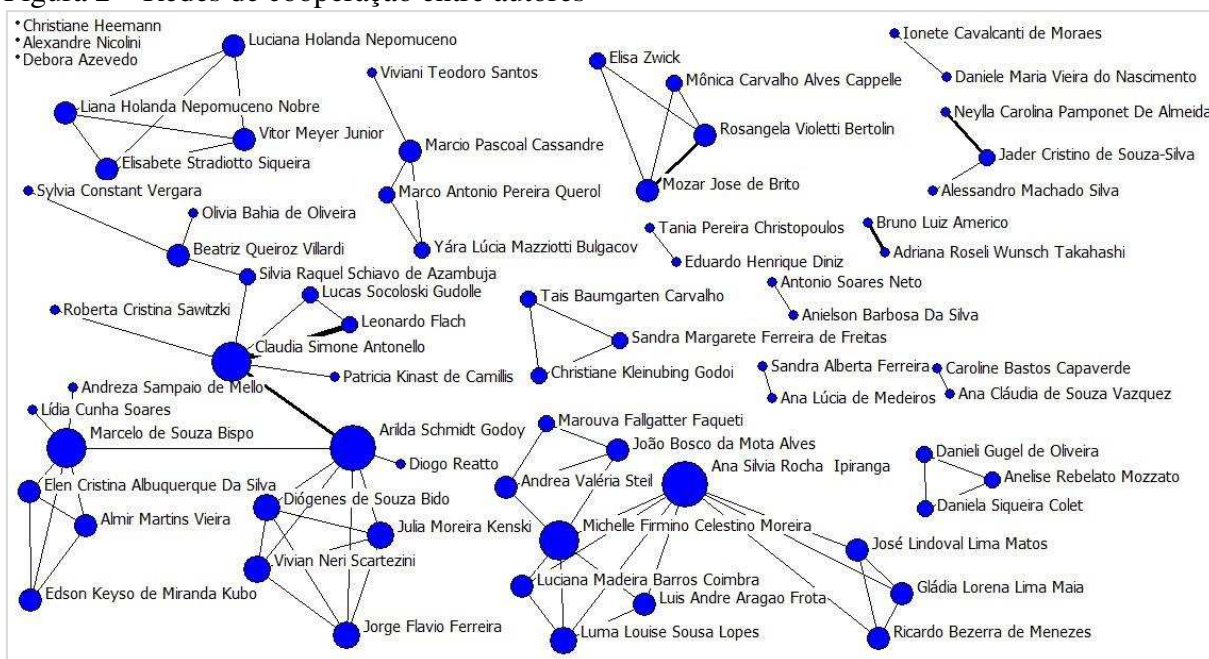 Figura 2 – Redes de cooperação entre autores
Christiane Heemann
Alexandre Nicolini
Debora Azevedo
Luciana Holanda Nepomuceno
Liana Holanda Nepomuceno Nobre
Vitor Meyer Junior
Elisabete Stradiotto Siqueira
Viviani Teodoro Santos
Marcio Pascoal Cassandre
Marco Antonio Pereira Querol
Yára Lúcia Mazziotti Bulgacov
Elisa Zwick
Mônica Carvalho Alves Cappelle
Rosangela Violetti Bertolin
Mozar Jose de Brito
Ionete Cavalcanti de Moraes
Daniele Maria Vieira do Nascimento
Neylla Carolina Pamponet De Almeida
Jader Cristino de Souza-Silva
Alessandro Machado Silva
Sylvia Constant Vergara
Olivia Bahia de Oliveira
Beatriz Queiroz Villardi
Silvia Raquel Schiavo de Azambuja
Lucas Socoloski Gudolle
Roberta Cristina Sawitzki
Leonardo Flach
Claudia Simone Antonello
Patricia Kinast de Camillis
Tania Pereira Christopoulos
Eduardo Henrique Diniz
Bruno Luiz Americo
Adriana Roseli Wunsch Takahashi
Antonio Soares Neto
Anielson Barbosa Da Silva
Tais Baumgarten Carvalho
Sandra Margarete Ferreira de Freitas
Christiane Kleinubing Godoi
Sandra Alberta Ferreira
Ana Lúcia de Medeiros
Caroline Bastos Capaverde
Ana Cláudia de Souza Vazquez
Andreza Sampaio de Mello
Lídia Cunha Soares
Marcelo de Souza Bispo
Arilda Schmidt Godoy
Diogo Reatto
Elen Cristina Albuquerque Da Silva
Almir Martins Vieira
Edson Keyso de Miranda Kubo
Diógenes de Souza Bido
Julia Moreira Kenski
Vivian Neri Scartezini
Jorge Flavio Ferreira
Marouva Fallgatter Faqueti
João Bosco da Mota Alves
Andrea Valéria Steil
Ana Silvia Rocha Ipiranga
Michelle Firmino Celestino Moreira
Luciana Madeira Barros Coimbra
Luis Andre Aragao Frota
Luma Louise Sousa Lopes
Danieli Gugel de Oliveira
Anelise Rebelato Mozzato
Daniela Siqueira Colet
José Lindoval Lima Matos
Gládia Lorena Lima Maia
Ricardo Bezerra de Menezes